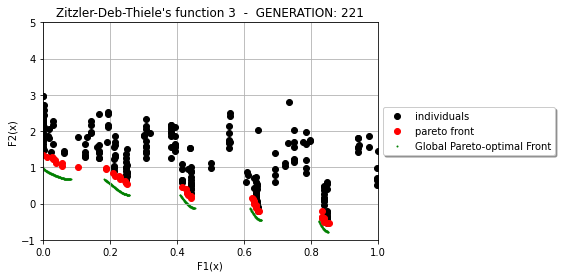 Zitzler-Deb-Thiele's function 3 - GENERATION: 221
5
4
3
2
1
0
−1
F2(x)
0.0 0.2 0.4 0.6 0.8 1.0
F1(x)
individuals
pareto front
Global Pareto-optimal Front